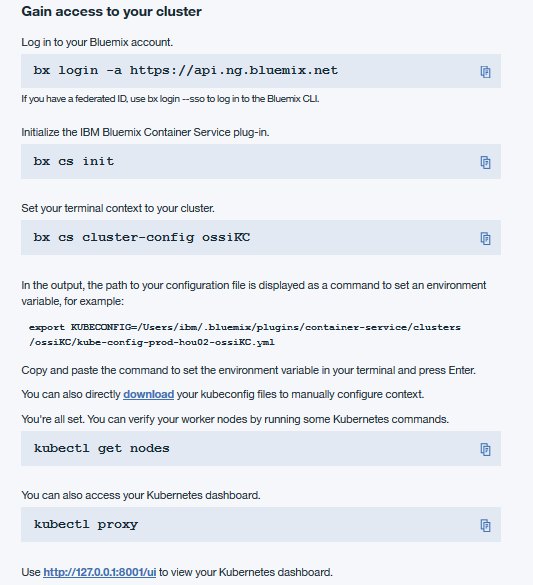 Gain access to your cluster
Log in to your Bluemix account.
bx login -a https://api.ng.bluemix.net
If you have a federated ID, use bx login --sso to log in to the Bluemix CLI.
Initialize the IBM Bluemix Container Service plug-in.
bx cs init
Set your terminal context to your cluster.
bx cs cluster-config ossiKC
In the output, the path to your configuration file is displayed as a command to set an environment
variable, for example:
export KUBECONFIG=/Users/ibm/.bluemix/plugins/container-service/clusters
/ossiKC/kube-config-prod-hou02-ossiKC.yml
Copy and paste the command to set the environment variable in your terminal and press Enter.
You can also directly download your kubeconfig files to manually configure context.
You're all set. You can verify your worker nodes by running some Kubernetes commands.
kubectl get nodes
You can also access your Kubernetes dashboard.
kubectl proxy
Use http://127.0.0.1:8001/ui to view your Kubernetes dashboard.